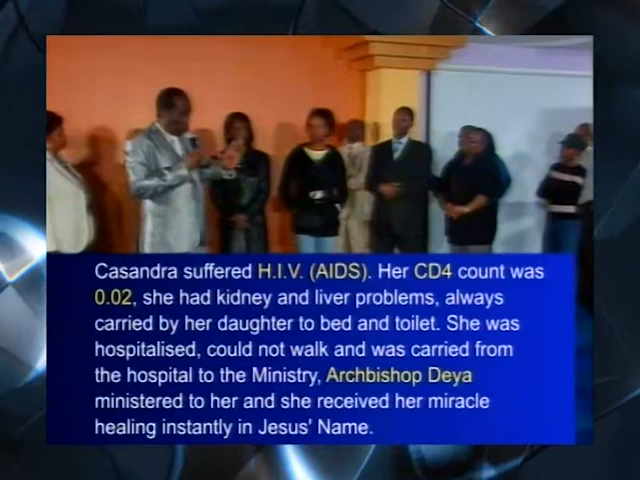 Casandra suffered H.I.V. (AIDS). Her CD4 count was
0.02, she had kidney and liver problems, always
carried by her daughter to bed and toilet. She was
hospitalised, could not walk and was carried from
the hospital to the Ministry, Archbishop Deya
ministered to her and she received her miracle
healing instantly in Jesus' Name.